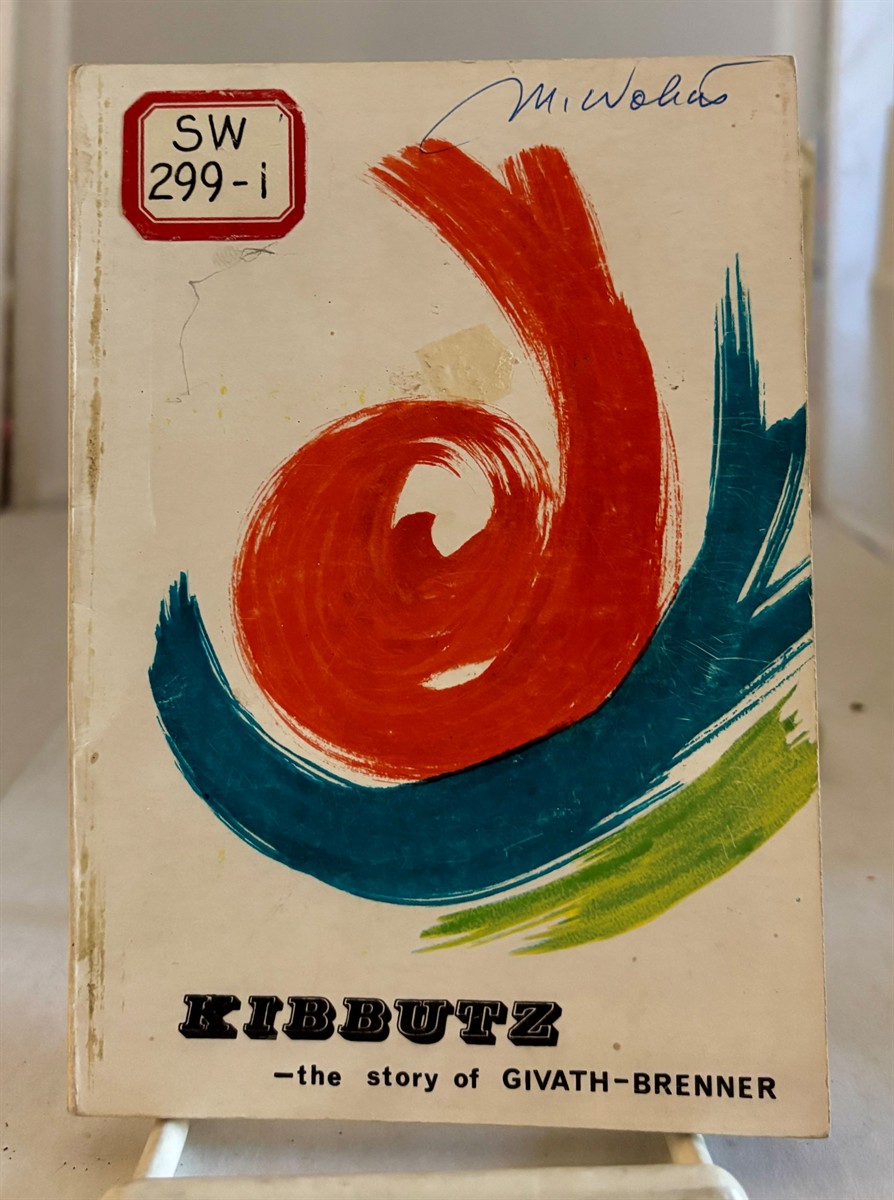 SW
299-1
KIBBUTZ
—the story of GIVATH-BRENNER